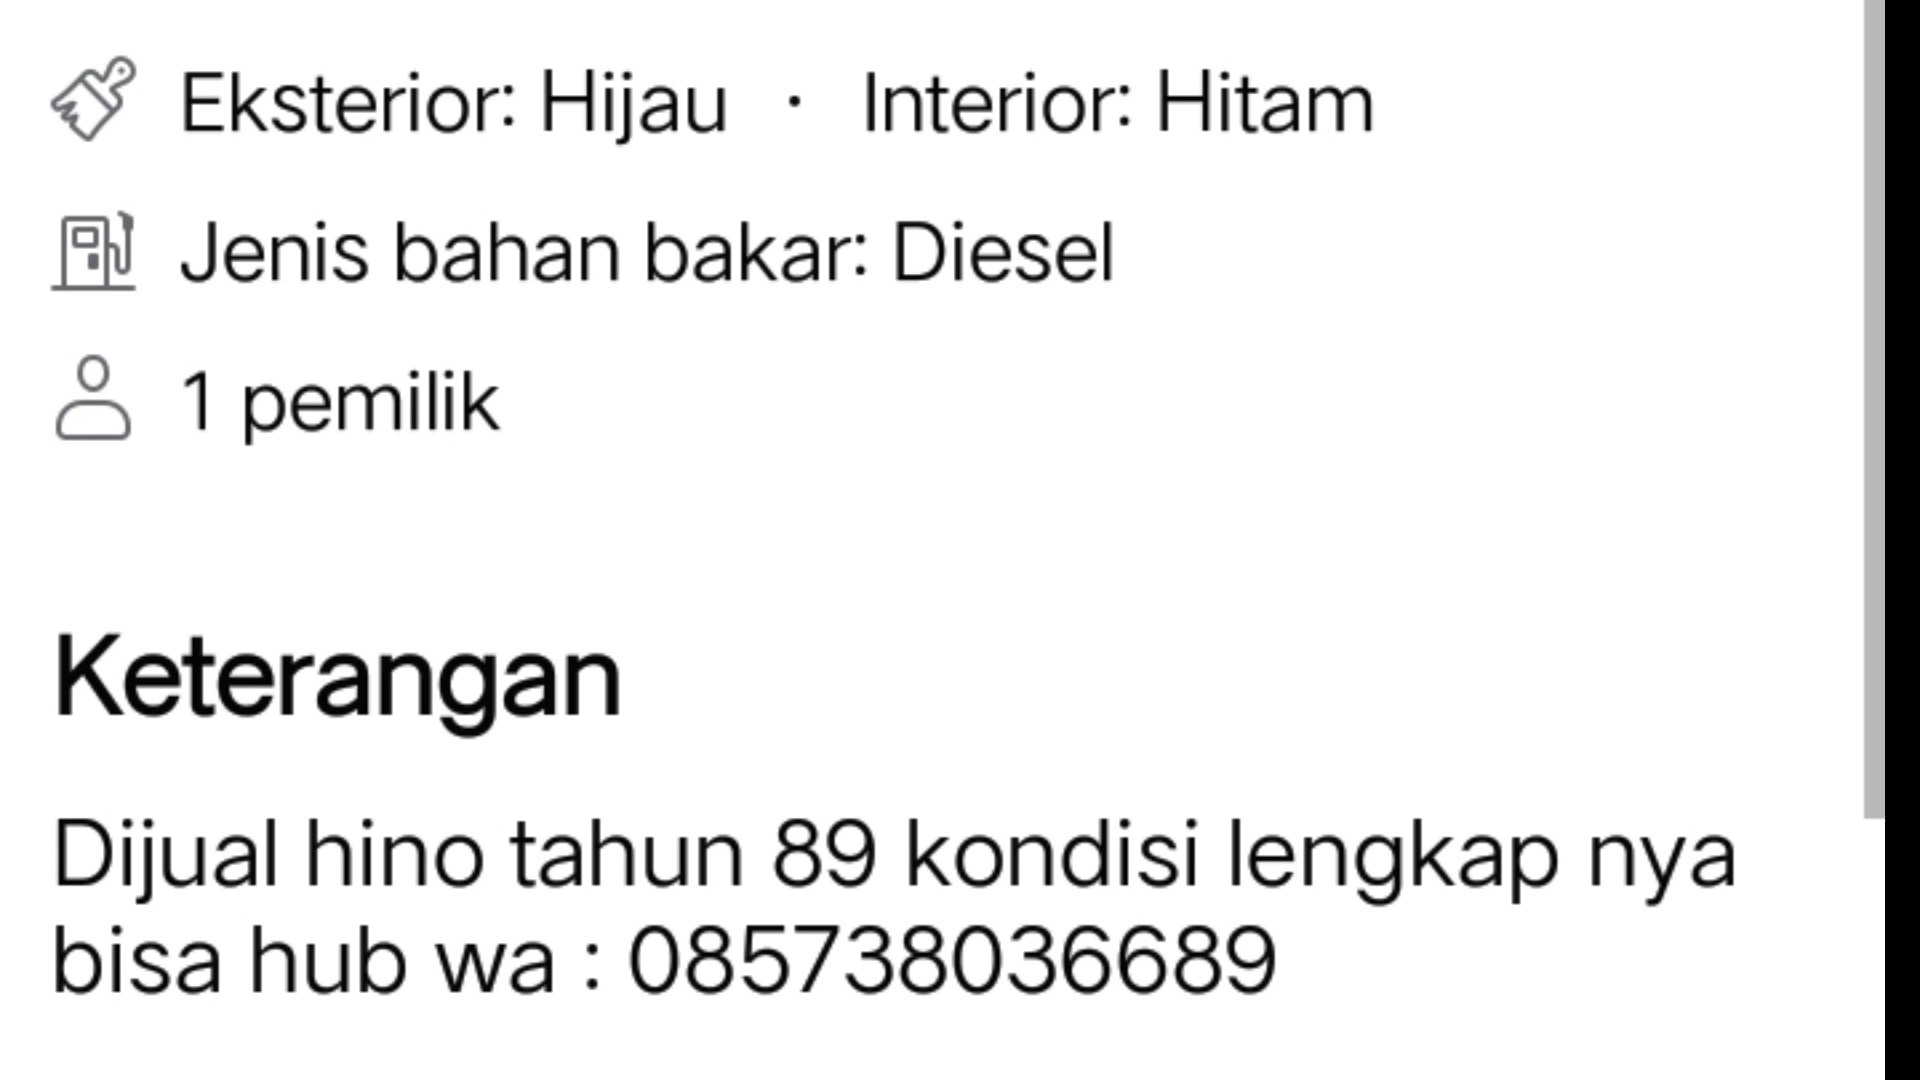 Eksterior: Hijau · Interior: Hitam
Jenis bahan bakar: Diesel
1 pemilik
Keterangan
Dijual hino tahun 89 kondisi lengkap nya
bisa hub wa : 085738036689